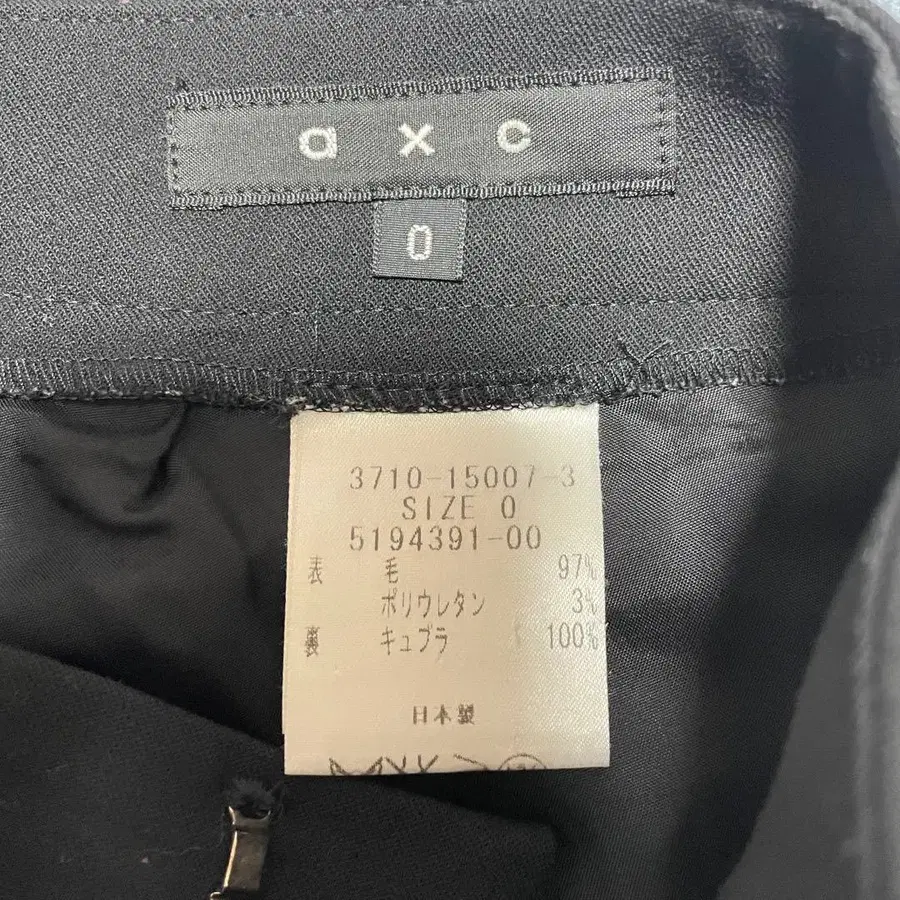 a x c
0
3710-15007-3
SIZE 0
5194391-00
表 毛 97%
ポリウレタン 3%
裏 キュプラ 100%
日本製